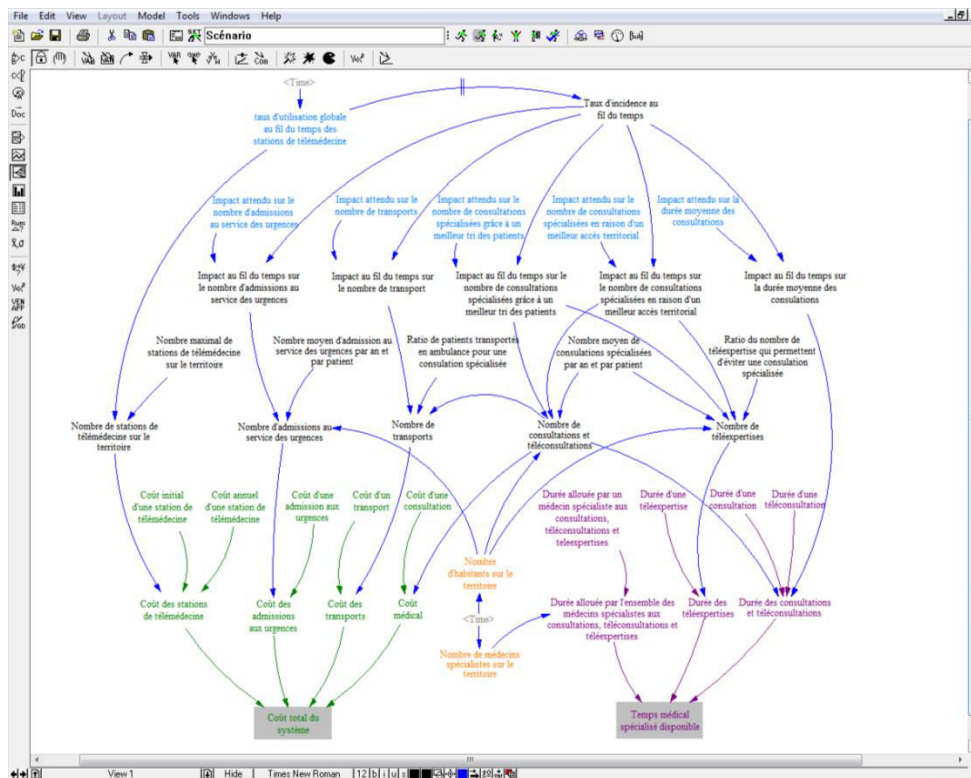 File Edit View Layout Model Tools Windows Help
Scénario
<Time>
taux d'utilisation globale
au fil du temps des
stations de télémédecine
Taux d'incidence au
fil du temps
Impact attendu sur le
nombre d'admissions
au service des urgences
Impact attendu sur le
nombre de transports
Impact attendu sur le
nombre de consultations
spécialisées grâce à un
meilleur tri des patients
Impact attendu sur le
nombre de consultations
spécialisées en raison d'un
meilleur accès territorial
Impact attendu sur la
durée moyenne des
consultations
Impact au fil du temps sur
le nombre d'admissions au
service des urgences
Impact au fil du temps sur
le nombre de transport
Impact au fil du temps sur le
nombre de consultations
spécialisées grâce à un
meilleur tri des patients
Impact au fil du temps sur
le nombre de consultations
spécialisées en raison d'un
meilleur accès territorial
Impact au fil du temps sur
la durée moyenne des
consulations
Nombre maximal de
stations de télémédecine
sur le territoire
Nombre moyen d'admission au
service des urgences par an et
par patient
Ratio de patients transportés
en ambulance pour une
consulation spécialisée
Nombre moyen de
consultations spécialisées
par an et par patient
Ratio du nombre de
téléexpertise qui permettent
d'éviter une consulation
spécialisée
Nombre de stations de
télémédecine sur le
territoire
Nombre d'admissions au
service des urgences
Nombre de
transports
Nombre de
consultations et
téléconsultations
Nombre de
téléexpertises
Coût initial
d'une station de
télémédecine
Coût annuel
d'une station de
télémédecine
Coût d'une
admission aux
urgences
Coût d'un
transport
Coût d'une
consultation
Durée allouée par un
médecin spécialiste aux
consultations,
téléconsultations et
teleexpertises
Durée d'une
téléexpertise
Durée d'une
consultation
Durée d'une
téléconsultation
Nombre
d'habitants sur le
territoire
Coût des stations
de télémédecine
Coût des
admissions
aux urgences
Coût des
transports
Coût
médical
<Time>
Durée allouée par l'ensemble des
médecins spécialistes aux
consultations, téléconsultations et
téléexpertises
Durée des
téléexpertises
Durée des consultations
et téléconsultations
Nombre de médecins
spécialistes sur le
territoire
Coût total du
système
Temps médical
spécialisé disponible
View 1 Hide Times New Roman 12 b i u s